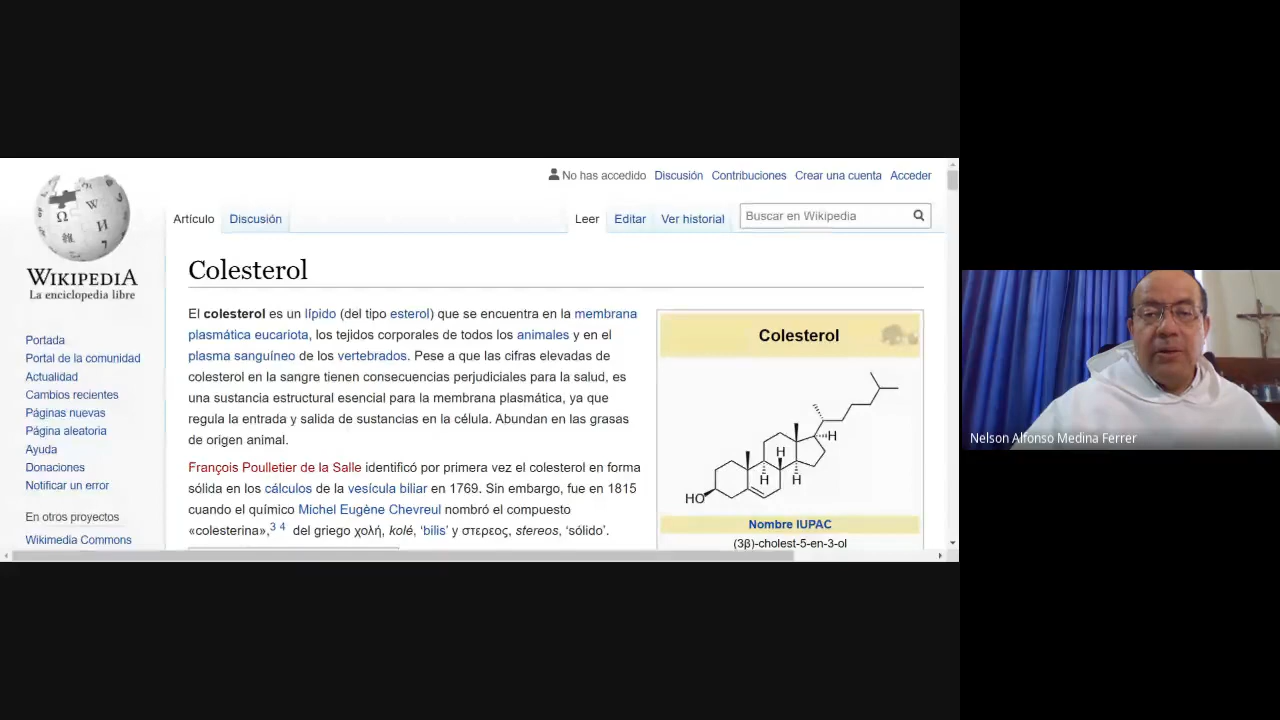 No has accedido Discusión Contribuciones Crear una cuenta Acceder
Artículo Discusión Leer Editar Ver historial Buscar en Wikipedia
WIKIPEDIA
La enciclopedia libre
Portada
Portal de la comunidad
Actualidad
Cambios recientes
Páginas nuevas
Página aleatoria
Ayuda
Donaciones
Notificar un error
En otros proyectos
Wikimedia Commons
Colesterol
El colesterol es un lípido (del tipo esterol) que se encuentra en la membrana
plasmática eucariota, los tejidos corporales de todos los animales y en el
plasma sanguíneo de los vertebrados. Pese a que las cifras elevadas de
colesterol en la sangre tienen consecuencias perjudiciales para la salud, es
una sustancia estructural esencial para la membrana plasmática, ya que
regula la entrada y salida de sustancias en la célula. Abundan en las grasas
de origen animal.
François Poulletier de la Salle identificó por primera vez el colesterol en forma
sólida en los cálculos de la vesícula biliar en 1769. Sin embargo, fue en 1815
cuando el químico Michel Eugène Chevreul nombró el compuesto
«colesterina»,3 4 del griego χολή, kolé, ‘bilis’ y στερεος, stereos, ‘sólido’.
Colesterol
H
H
H
H
HO
Nombre IUPAC
(3β)-cholest-5-en-3-ol
Nelson Alfonso Medina Ferrer